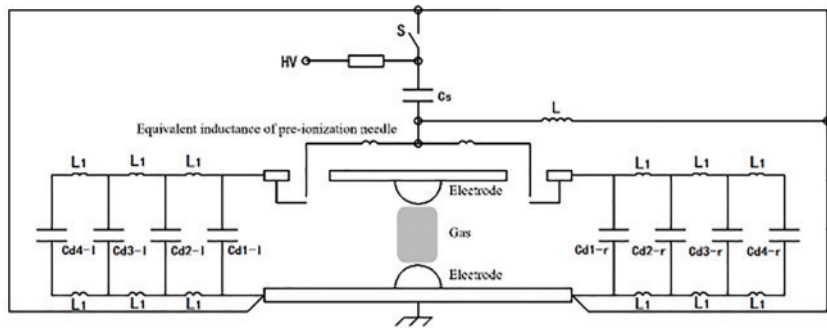 S
HV
Cs
L
Equivalent inductance of pre-ionization needle
L1 L1 L1
L1 L1 L1
Electrode
Cd4-l Cd3-l Cd2-l Cd1-l
Gas
Cd1-r Cd2-r Cd3-r Cd4-r
Electrode
L1 L1 L1
L1 L1 L1